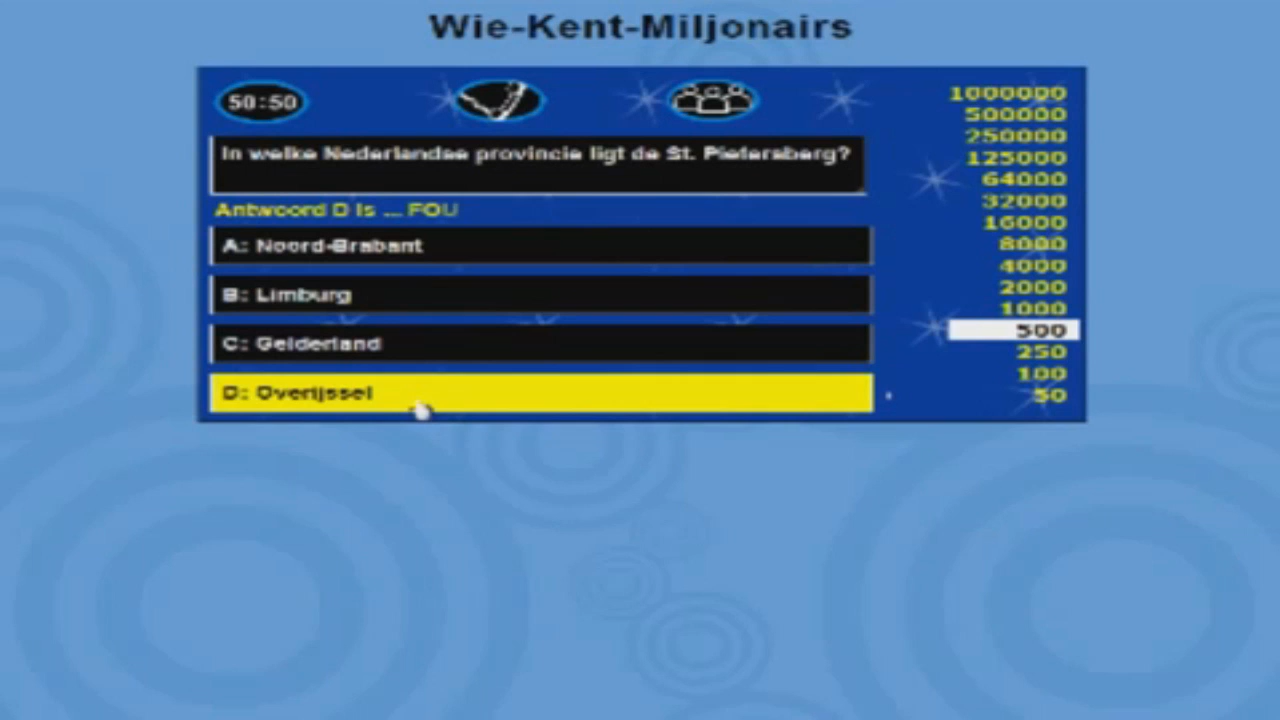 Wie-Kent-Miljonairs
50:50
In welke Nederlandse provincie ligt de St. Pietersberg?
Antwoord D is ... FOU
A: Noord-Brabant
B: Limburg
C: Gelderland
D: Overijssel
1000000
500000
250000
125000
64000
32000
16000
8000
4000
2000
1000
500
250
100
50